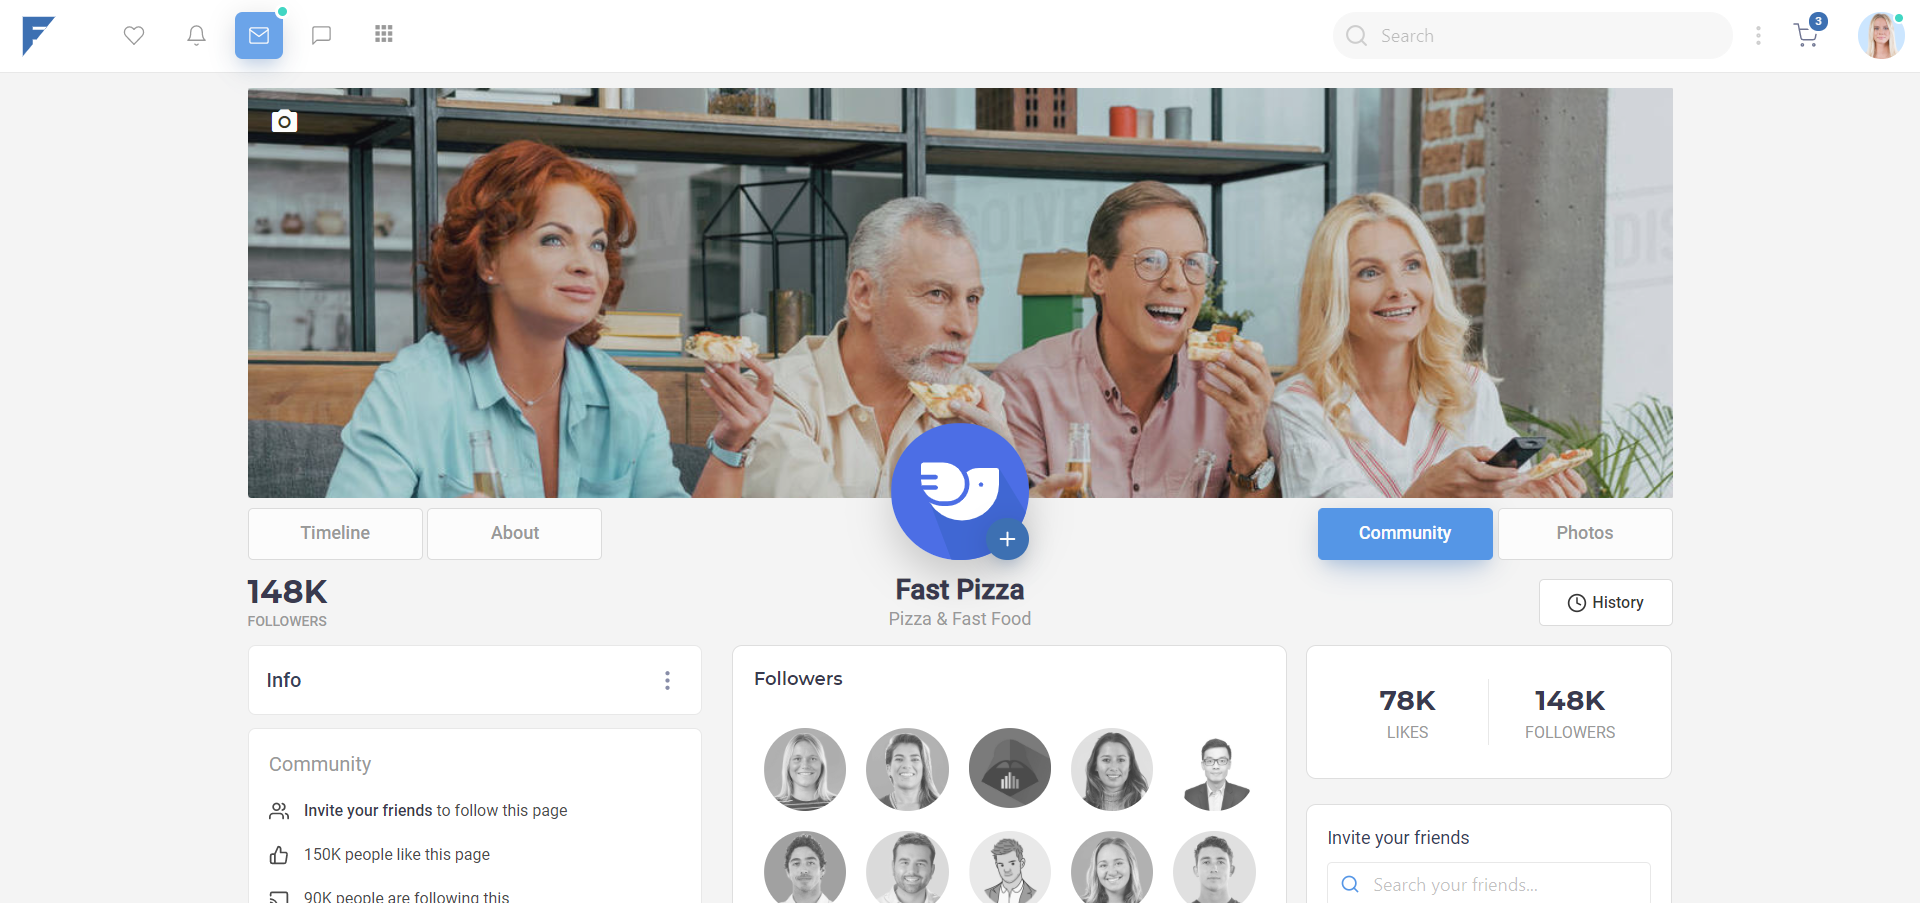 Search
3
Timeline
About
Community
Photos
148K
FOLLOWERS
Fast Pizza
Pizza & Fast Food
History
Info
Community
Invite your friends to follow this page
150K people like this page
90K people are following this
Followers
78K
LIKES
148K
FOLLOWERS
Invite your friends
Search your friends...